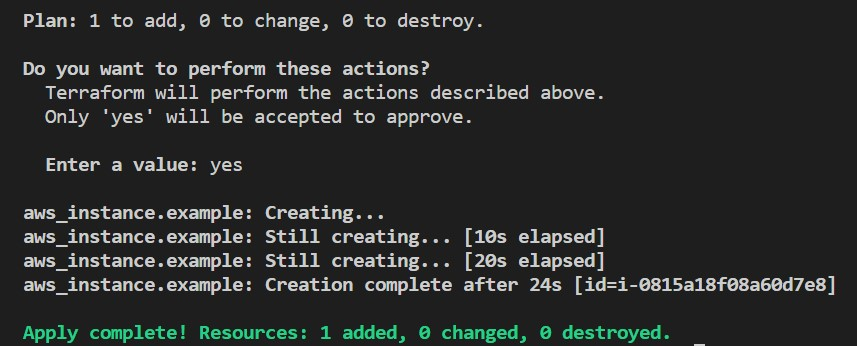 Plan: 1 to add, 0 to change, 0 to destroy.
Do you want to perform these actions?
Terraform will perform the actions described above.
Only 'yes' will be accepted to approve.
Enter a value: yes
aws_instance.example: Creating...
aws_instance.example: Still creating... [10s elapsed]
aws_instance.example: Still creating... [20s elapsed]
aws_instance.example: Creation complete after 24s [id=i-0815a18f08a60d7e8]
Apply complete! Resources: 1 added, 0 changed, 0 destroyed.